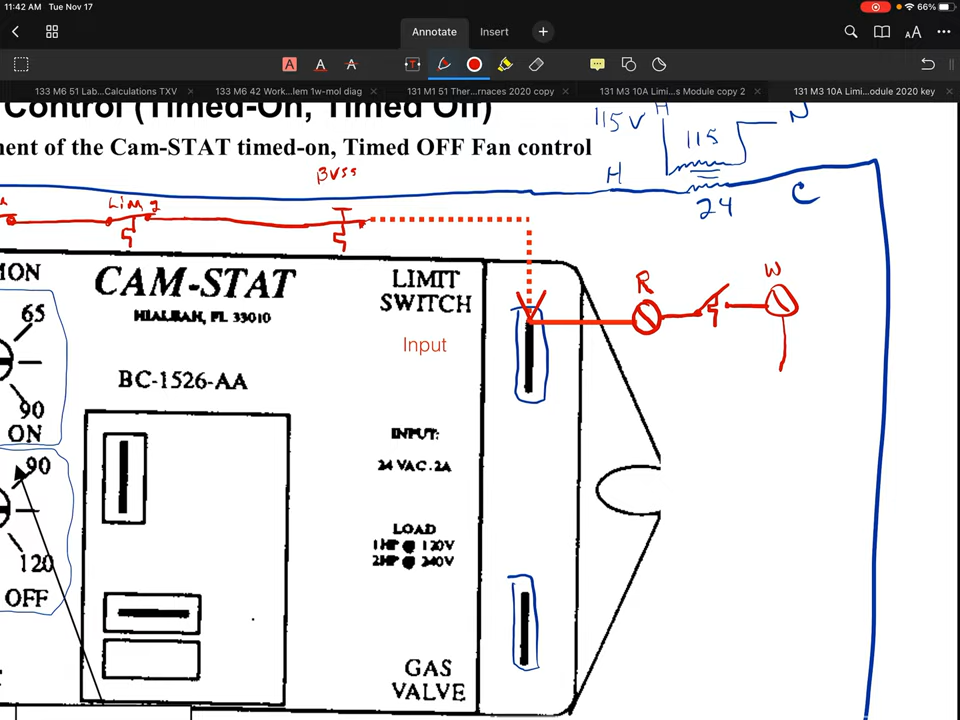 11:42 AM Tue Nov 17
66%
Annotate
Insert
133 M6 51 Lab...Calculations TXV
133 M6 42 Work...lem 1w-mol diag
131 M1 51 Ther...rnaces 2020 copy
131 M3 10A Limi...s Module copy 2
131 M3 10A Limi...odule 2020 key
Control (Timed-On, Timed Off)
ment of the Cam-STAT timed-on, Timed OFF Fan control
115 V
H
N
115
24
H
C
BVSS
Lim 2
MON
65
90
ON
90
120
OFF
CAM-STAT
HIALEAH, FL 33010
BC-1526-AA
LIMIT
SWITCH
Input
INPUT:
24 VAC .2A
LOAD
1HP @ 120V
2HP @ 240V
GAS
VALVE
R
W